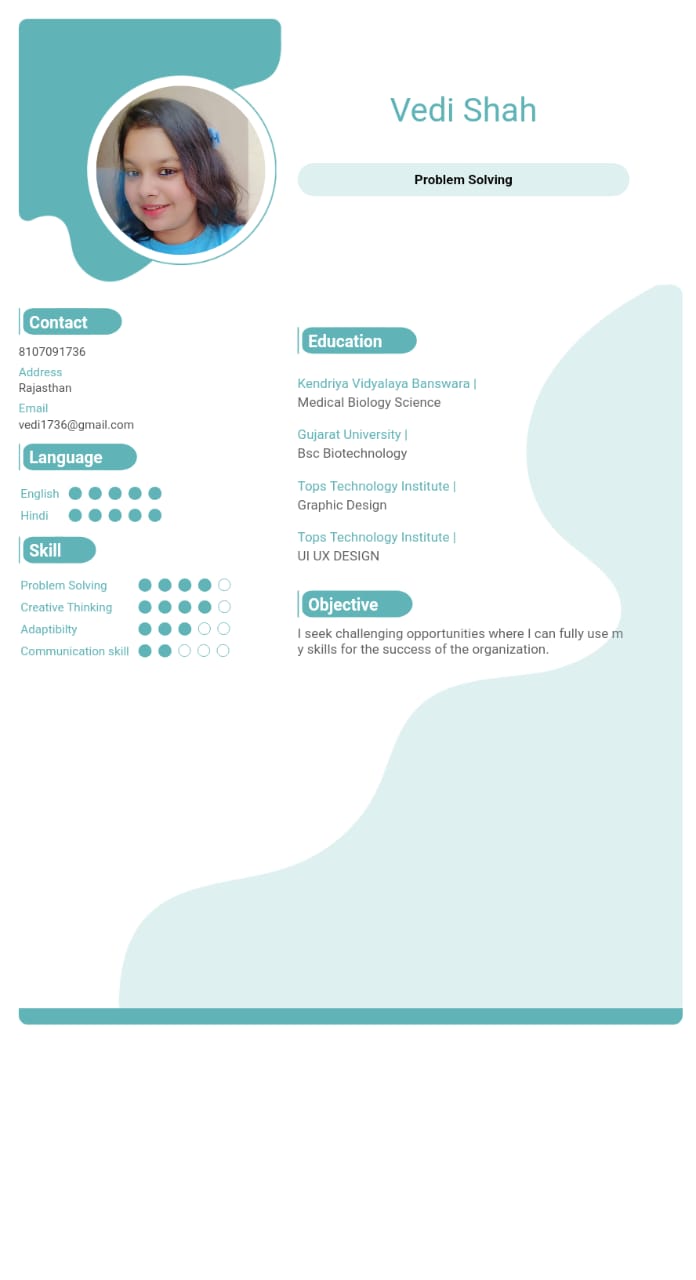 Vedi Shah
Problem Solving
Contact
8107091736
Address
Rajasthan
Email
vedi1736@gmail.com
Language
English
Hindi
Skill
Problem Solving
Creative Thinking
Adaptibilty
Communication skill
Education
Kendriya Vidyalaya Banswara |
Medical Biology Science
Gujarat University |
Bsc Biotechnology
Tops Technology Institute |
Graphic Design
Tops Technology Institute |
UI UX DESIGN
Objective
I seek challenging opportunities where I can fully use m
y skills for the success of the organization.